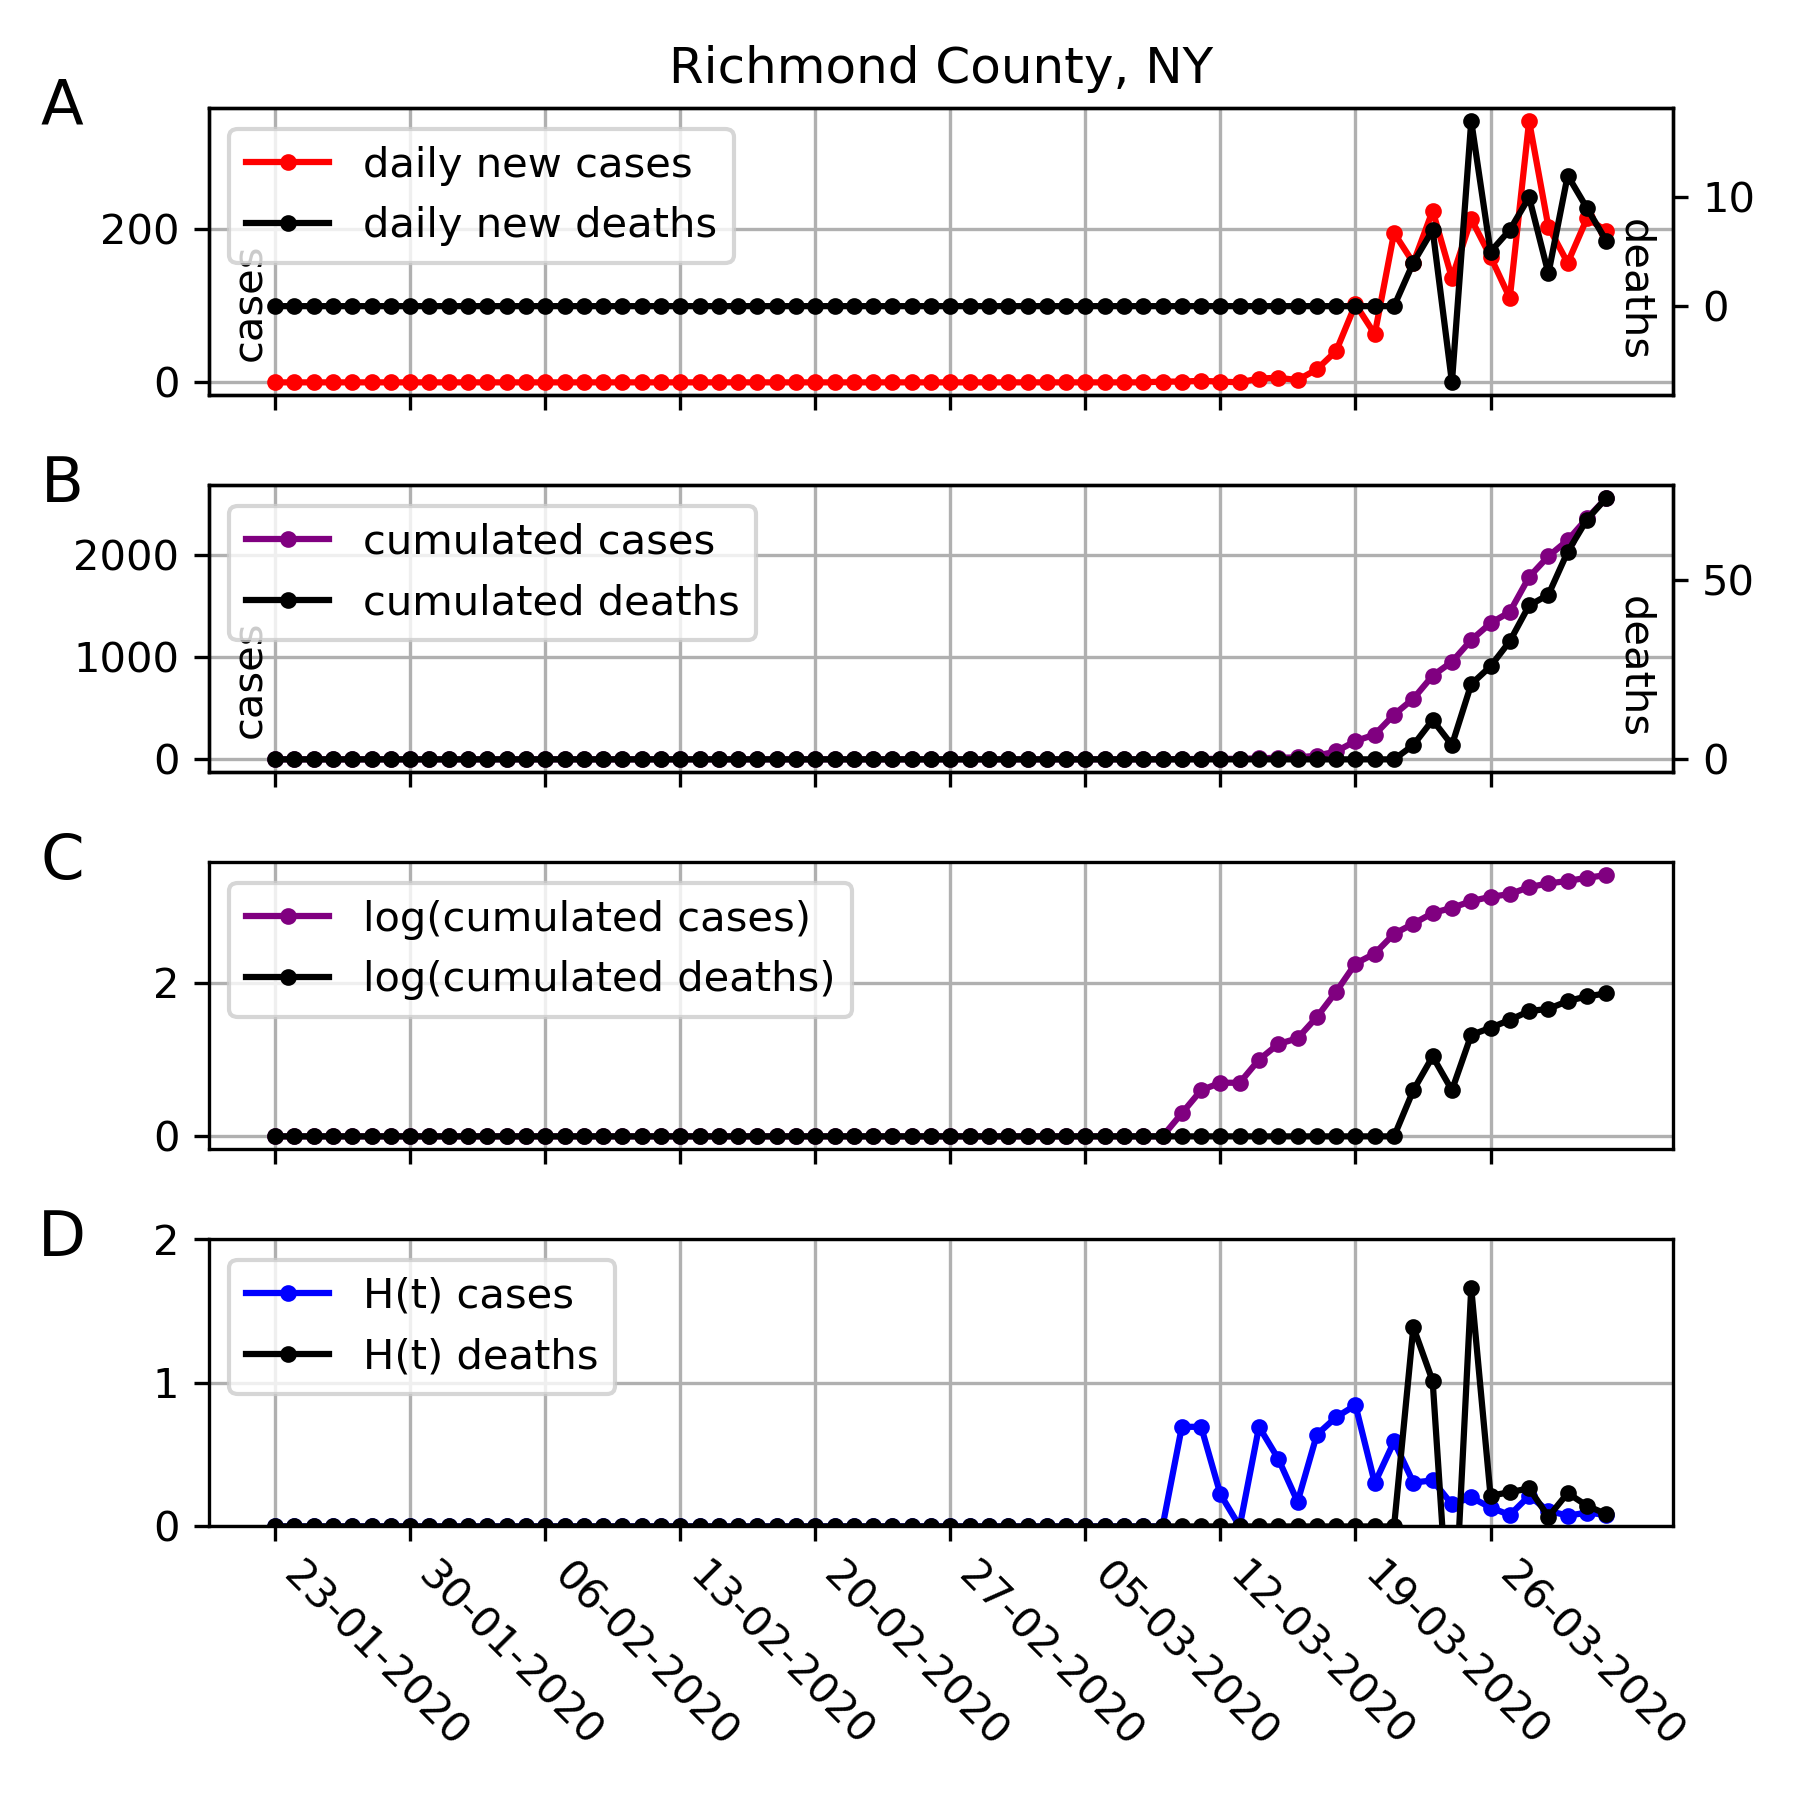 Richmond County, NY
A
daily new cases
daily new deaths
200
0
cases
10
0
deaths
B
cumulated cases
cumulated deaths
2000
1000
0
cases
50
0
deaths
C
log(cumulated cases)
log(cumulated deaths)
2
0
D
H(t) cases
H(t) deaths
2
1
0
23-01-2020
30-01-2020
06-02-2020
13-02-2020
20-02-2020
27-02-2020
05-03-2020
12-03-2020
19-03-2020
26-03-2020